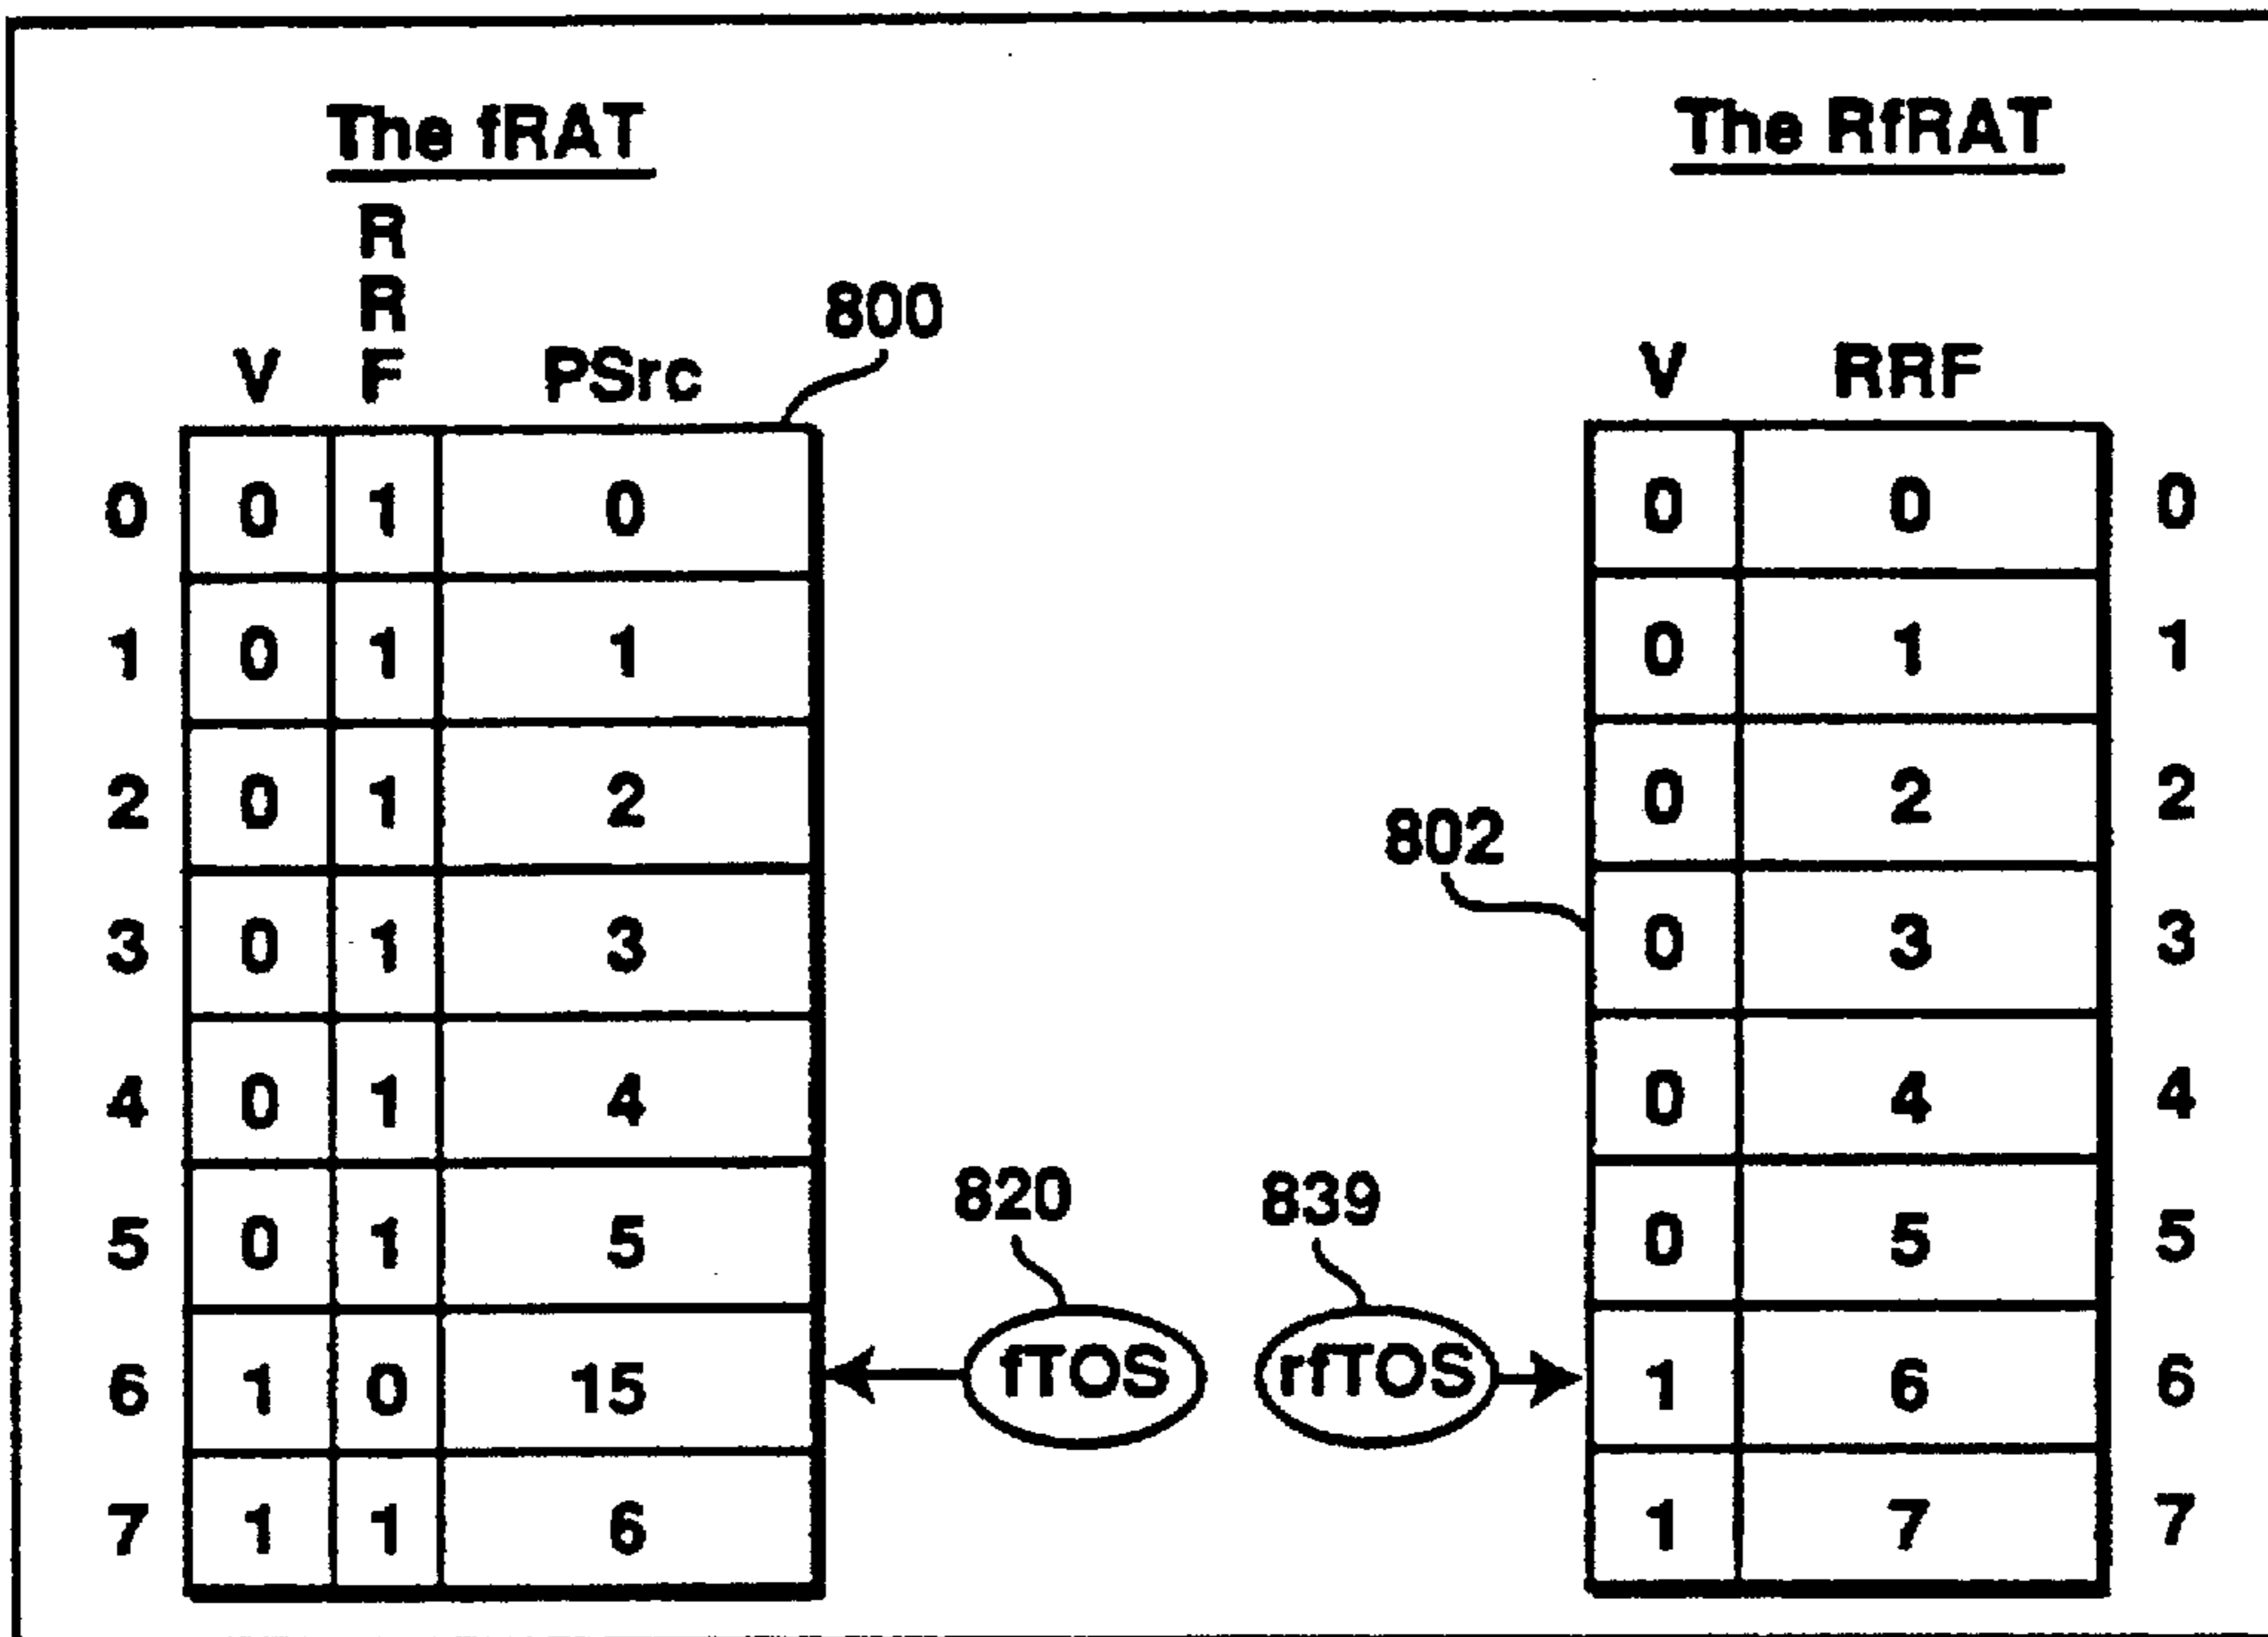 The fRAT The RfRAT
R
R
800
V F PSrc V RRF
0 0 1 0 0 0 0
1 0 1 1 0 1 1
2 0 1 2 0 2 2
802
3 0 1 3 0 3 3
4 0 1 4 0 4 4
820 839
5 0 1 5 0 5 5
6 1 0 15 fTOS rfTOS 1 6 6
7 1 1 6 1 7 7